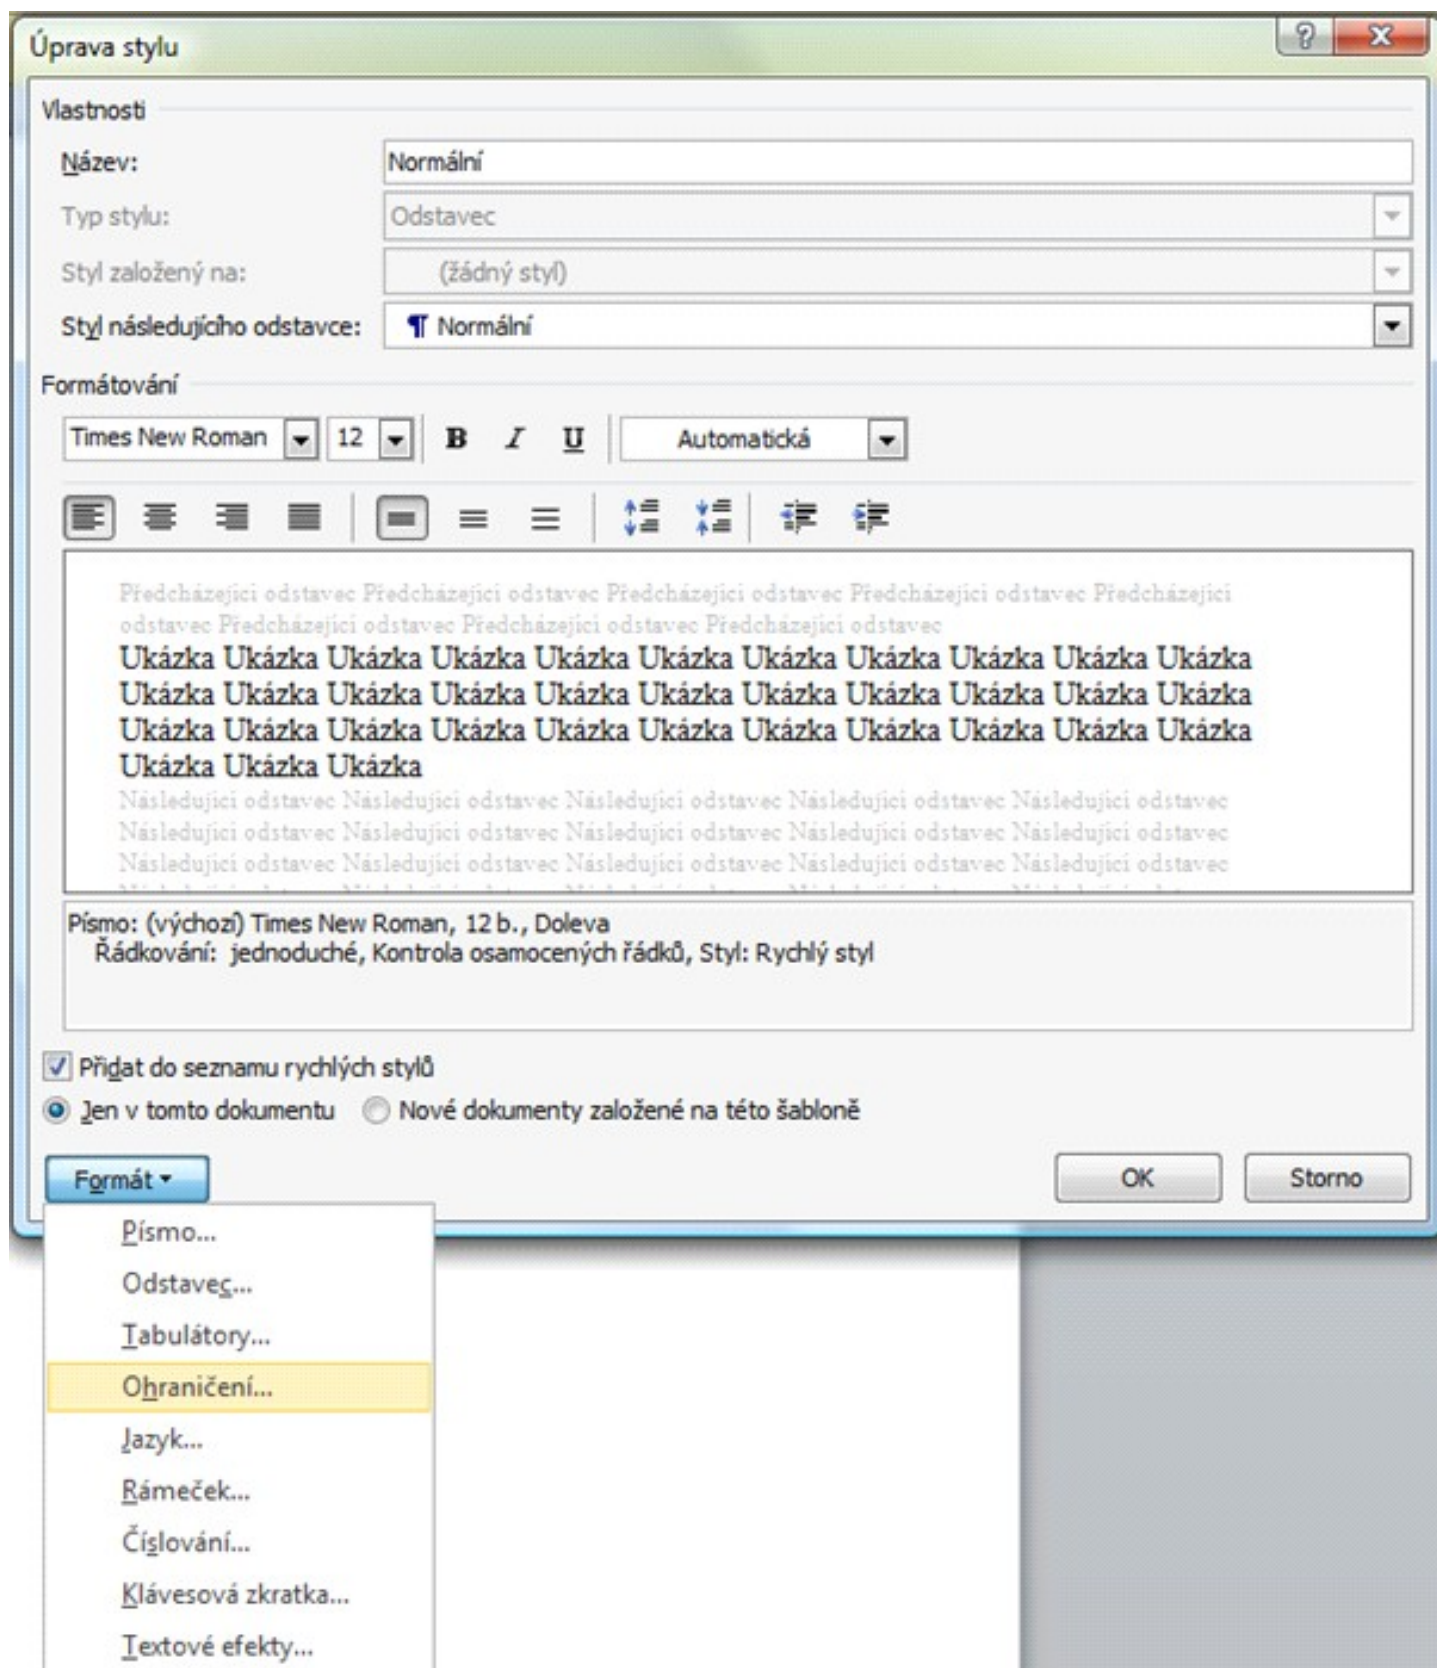 Úprava stylu
Vlastnosti
Název: Normální
Typ stylu: Odstavec
Styl založený na: (žádný styl)
Styl následujícího odstavce: ¶ Normální
Formátování
Times New Roman 12 B I U Automatická
Předcházející odstavec Předcházející odstavec Předcházející odstavec Předcházející odstavec Předcházející
odstavec Předcházející odstavec Předcházející odstavec Předcházející odstavec
Ukázka Ukázka Ukázka Ukázka Ukázka Ukázka Ukázka Ukázka Ukázka Ukázka Ukázka
Ukázka Ukázka Ukázka Ukázka Ukázka Ukázka Ukázka Ukázka Ukázka Ukázka Ukázka
Ukázka Ukázka Ukázka Ukázka Ukázka Ukázka Ukázka Ukázka Ukázka Ukázka Ukázka
Ukázka Ukázka Ukázka
Následující odstavec Následující odstavec Následující odstavec Následující odstavec Následující odstavec
Následující odstavec Následující odstavec Následující odstavec Následující odstavec Následující odstavec
Následující odstavec Následující odstavec Následující odstavec Následující odstavec Následující odstavec
Písmo: (výchozí) Times New Roman, 12 b., Doleva
Řádkování: jednoduché, Kontrola osamocených řádků, Styl: Rychlý styl
Přidat do seznamu rychlých stylů
Jen v tomto dokumentu Nové dokumenty založené na této šabloně
Formát OK Storno
Písmo...
Odstavec...
Tabulátory...
Ohraničení...
Jazyk...
Rámeček...
Číslování...
Klávesová zkratka...
Textové efekty...